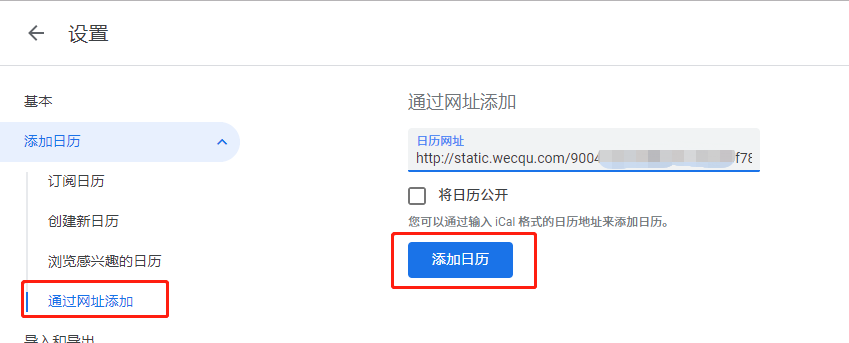 设置
基本
添加日历
订阅日历
创建新日历
浏览感兴趣的日历
通过网址添加
导入和导出
通过网址添加
日历网址
http://static.wecqu.com/9004 f78
将日历公开
您可以通过输入 iCal 格式的日历地址来添加日历。
添加日历